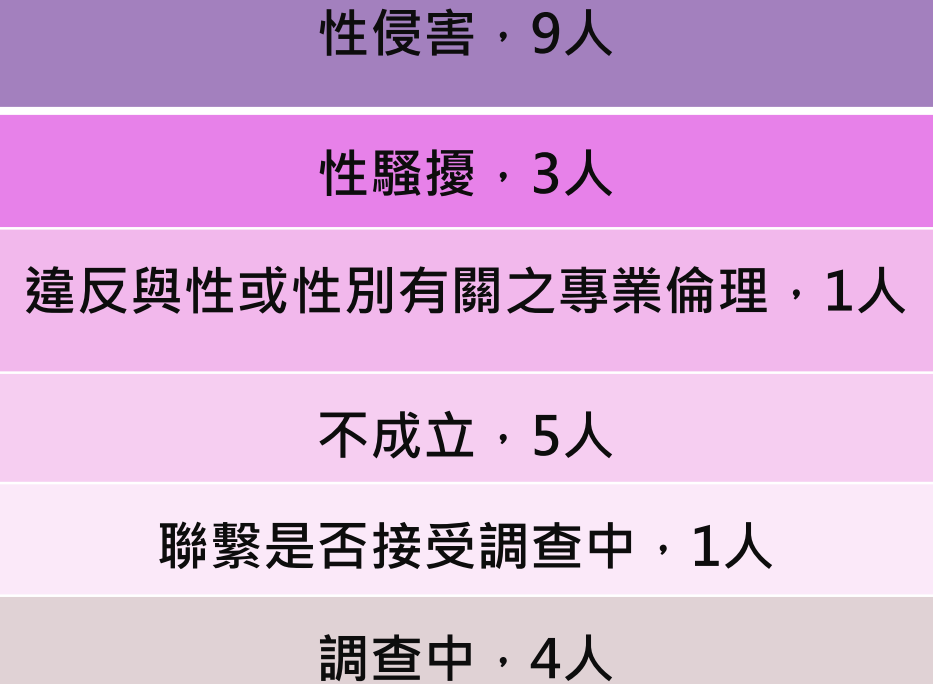 性侵害，9人
性騷擾，3人
違反與性或性別有關之專業倫理，1人
不成立，5人
聯繫是否接受調查中，1人
調查中，4人